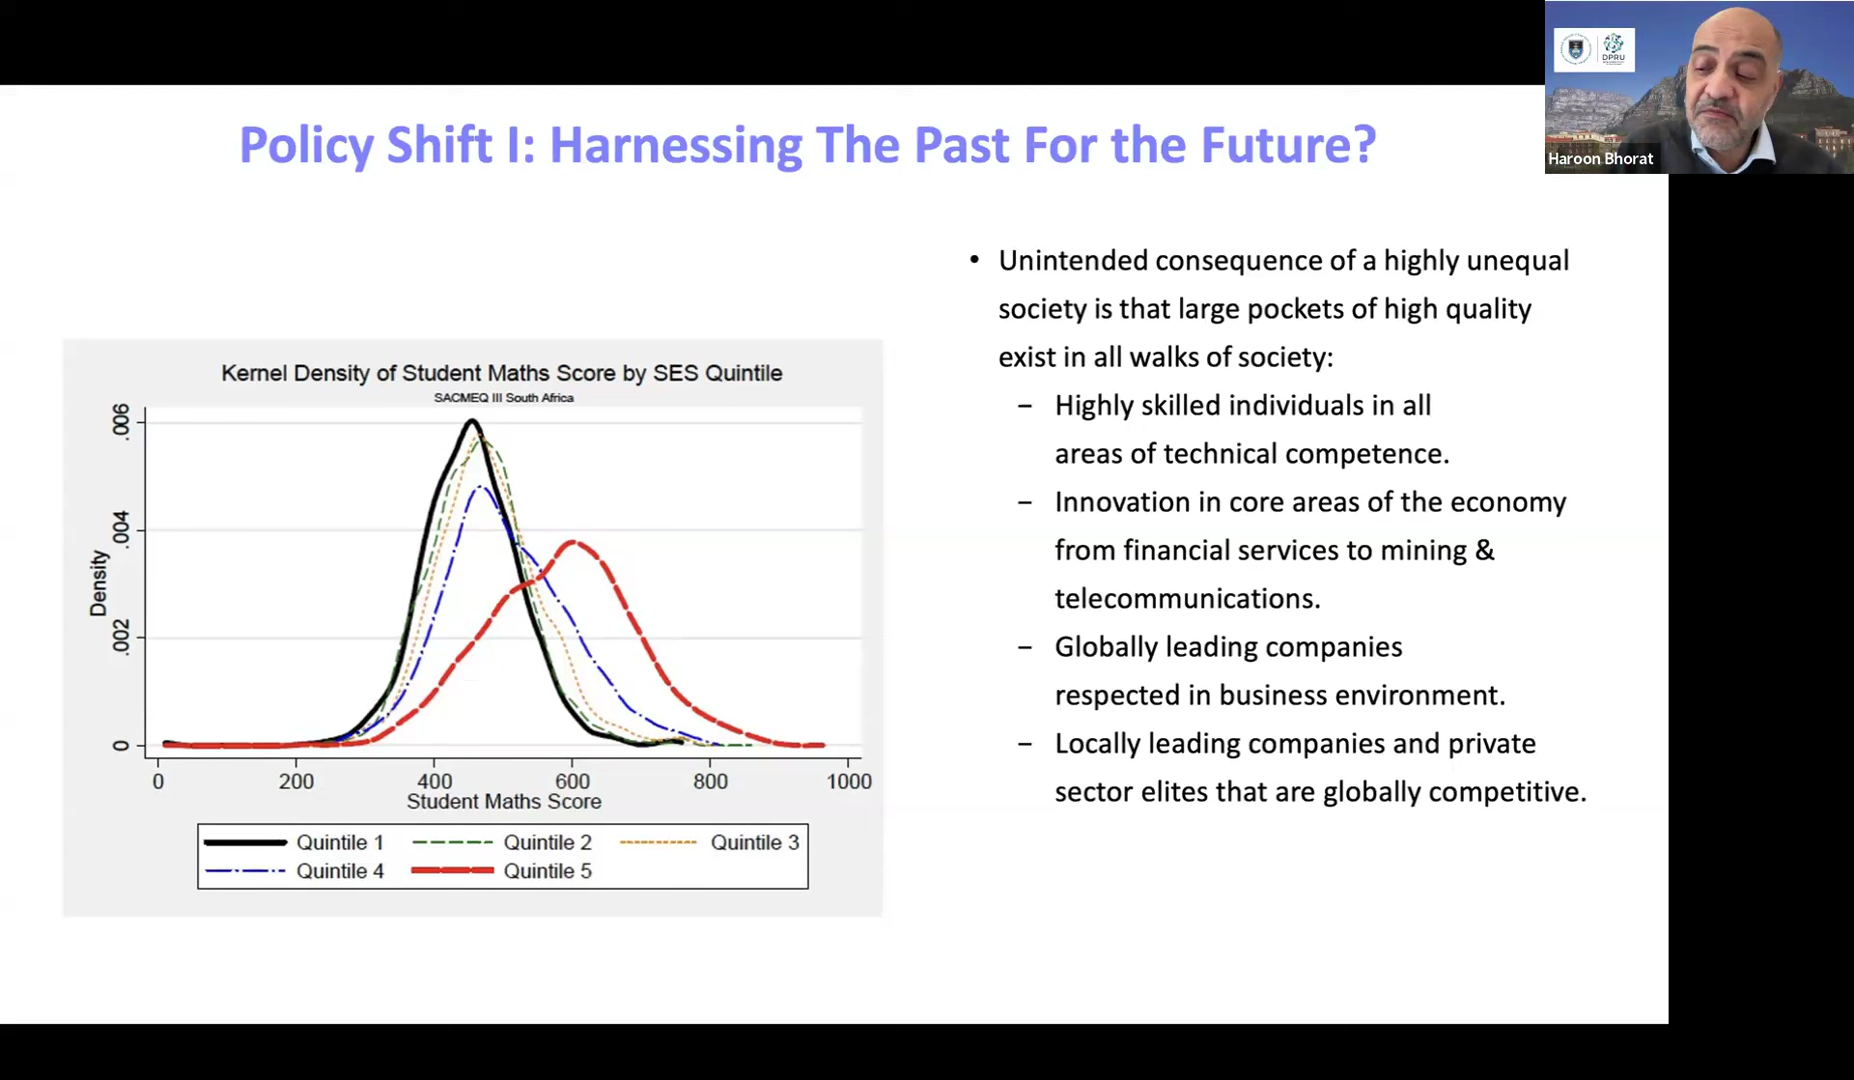 DPRU
Haroon Bhorat
Policy Shift I: Harnessing The Past For the Future?
Kernel Density of Student Maths Score by SES Quintile
SACMEQ III South Africa
Density
0
.002
.004
.006
0 200 400 600 800 1000
Student Maths Score
Quintile 1 Quintile 2 Quintile 3
Quintile 4 Quintile 5
• Unintended consequence of a highly unequal
society is that large pockets of high quality
exist in all walks of society:
– Highly skilled individuals in all
areas of technical competence.
– Innovation in core areas of the economy
from financial services to mining &
telecommunications.
– Globally leading companies
respected in business environment.
– Locally leading companies and private
sector elites that are globally competitive.